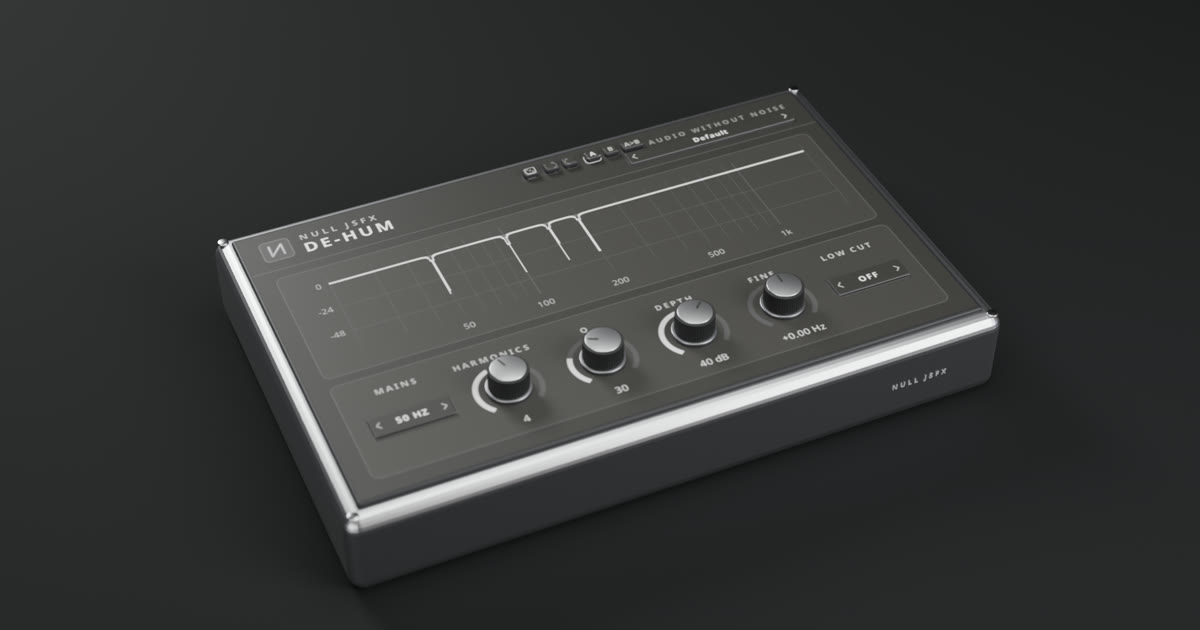 NULL JSFX
DE-HUM
A
B
A>B
AUDIO WITHOUT NOISE
Default
0
-24
-48
50
100
200
500
1k
MAINS
50 HZ
HARMONICS
4
Q
30
DEPTH
40 dB
FINE
+0.00 Hz
LOW CUT
OFF
NULL JSFX